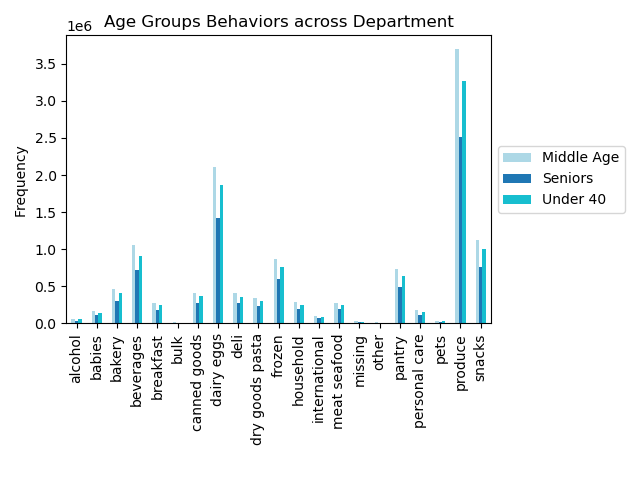 Age Groups Behaviors across Department
1e6
3.5
3.0
2.5
2.0
1.5
1.0
0.5
0.0
Frequency
Middle Age
Seniors
Under 40
alcohol
babies
bakery
beverages
breakfast
bulk
canned goods
dairy eggs
deli
dry goods pasta
frozen
household
international
meat seafood
missing
other
pantry
personal care
pets
produce
snacks